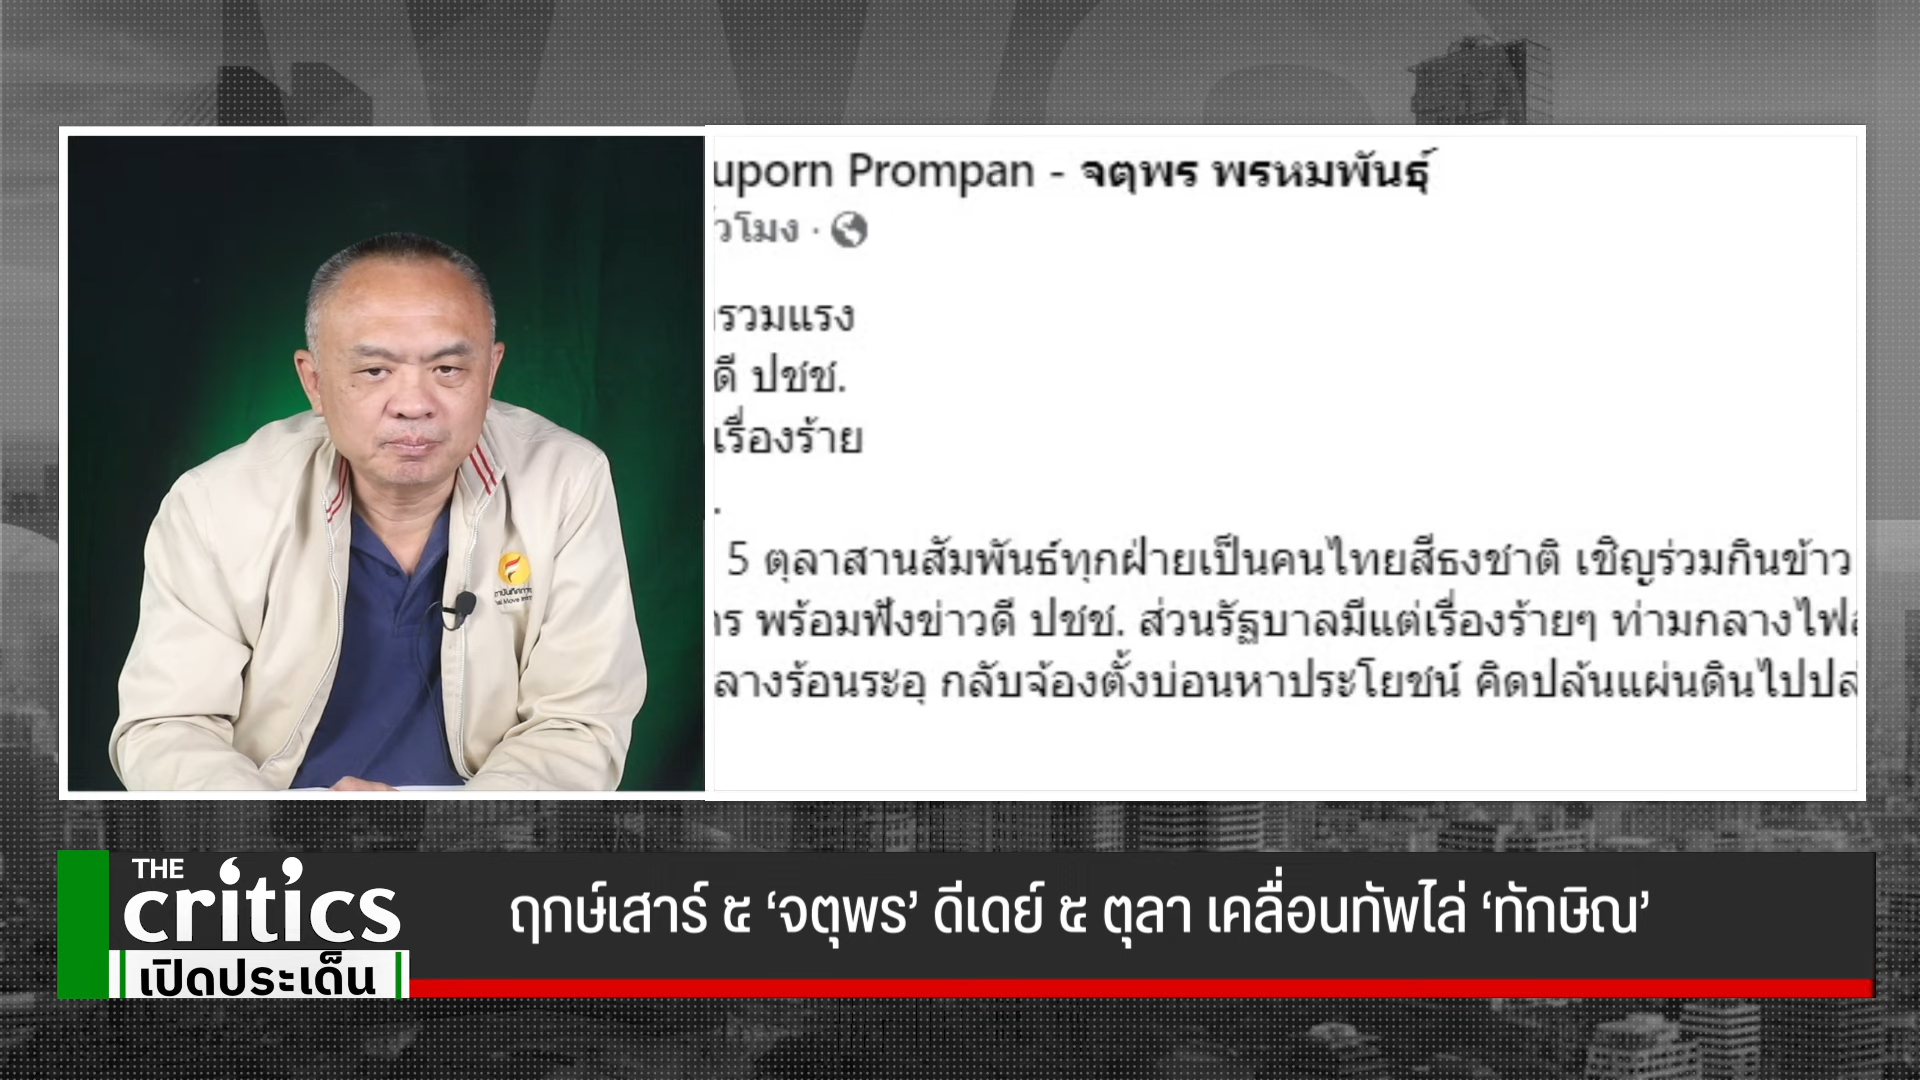 uporn Prompan - จตุพร พรหมพันธุ์
โมง ·
รวมแรง
ดี ปชช.
เรื่องร้าย
5 ตุลาสานสัมพันธ์ทุกฝ่ายเป็นคนไทยสีธงชาติ เชิญร่วมกินข้าว
พร้อมฟังข่าวดี ปชช. ส่วนรัฐบาลมีแต่เรื่องร้ายๆ ท่ามกลางไฟ
ลางร้อนระอุ กลับจ้องตั้งบ่อนหาประโยชน์ คิดปล้นแผ่นดินไป
THE
critics
เปิดประเด็น
ฤกษ์เสาร์ ๕ ‘จตุพร’ ดีเดย์ ๕ ตุลา เคลื่อนทัพไล่ ‘ทักษิณ’